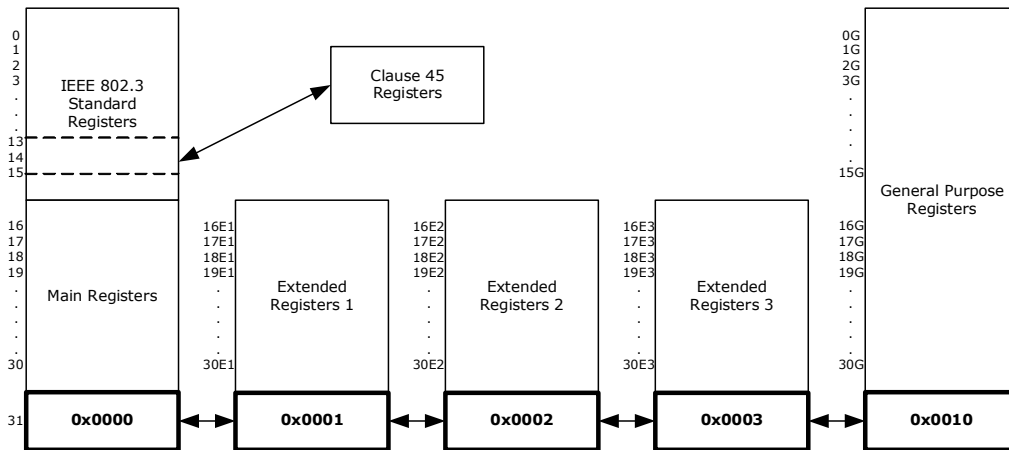 0
1
2
3
.
.
.
13
14
15
IEEE 802.3
Standard
Registers
Clause 45
Registers
0G
1G
2G
3G
.
.
.
.
.
15G
General Purpose
Registers
16
17
18
19
.
.
.
.
.
30
Main Registers
16E1
17E1
18E1
19E1
.
.
.
.
.
30E1
Extended
Registers 1
16E2
17E2
18E2
19E2
.
.
.
.
.
30E2
Extended
Registers 2
16E3
17E3
18E3
19E3
.
.
.
.
.
30E3
Extended
Registers 3
16G
17G
18G
19G
.
.
.
.
.
30G
31
0x0000
0x0001
0x0002
0x0003
0x0010